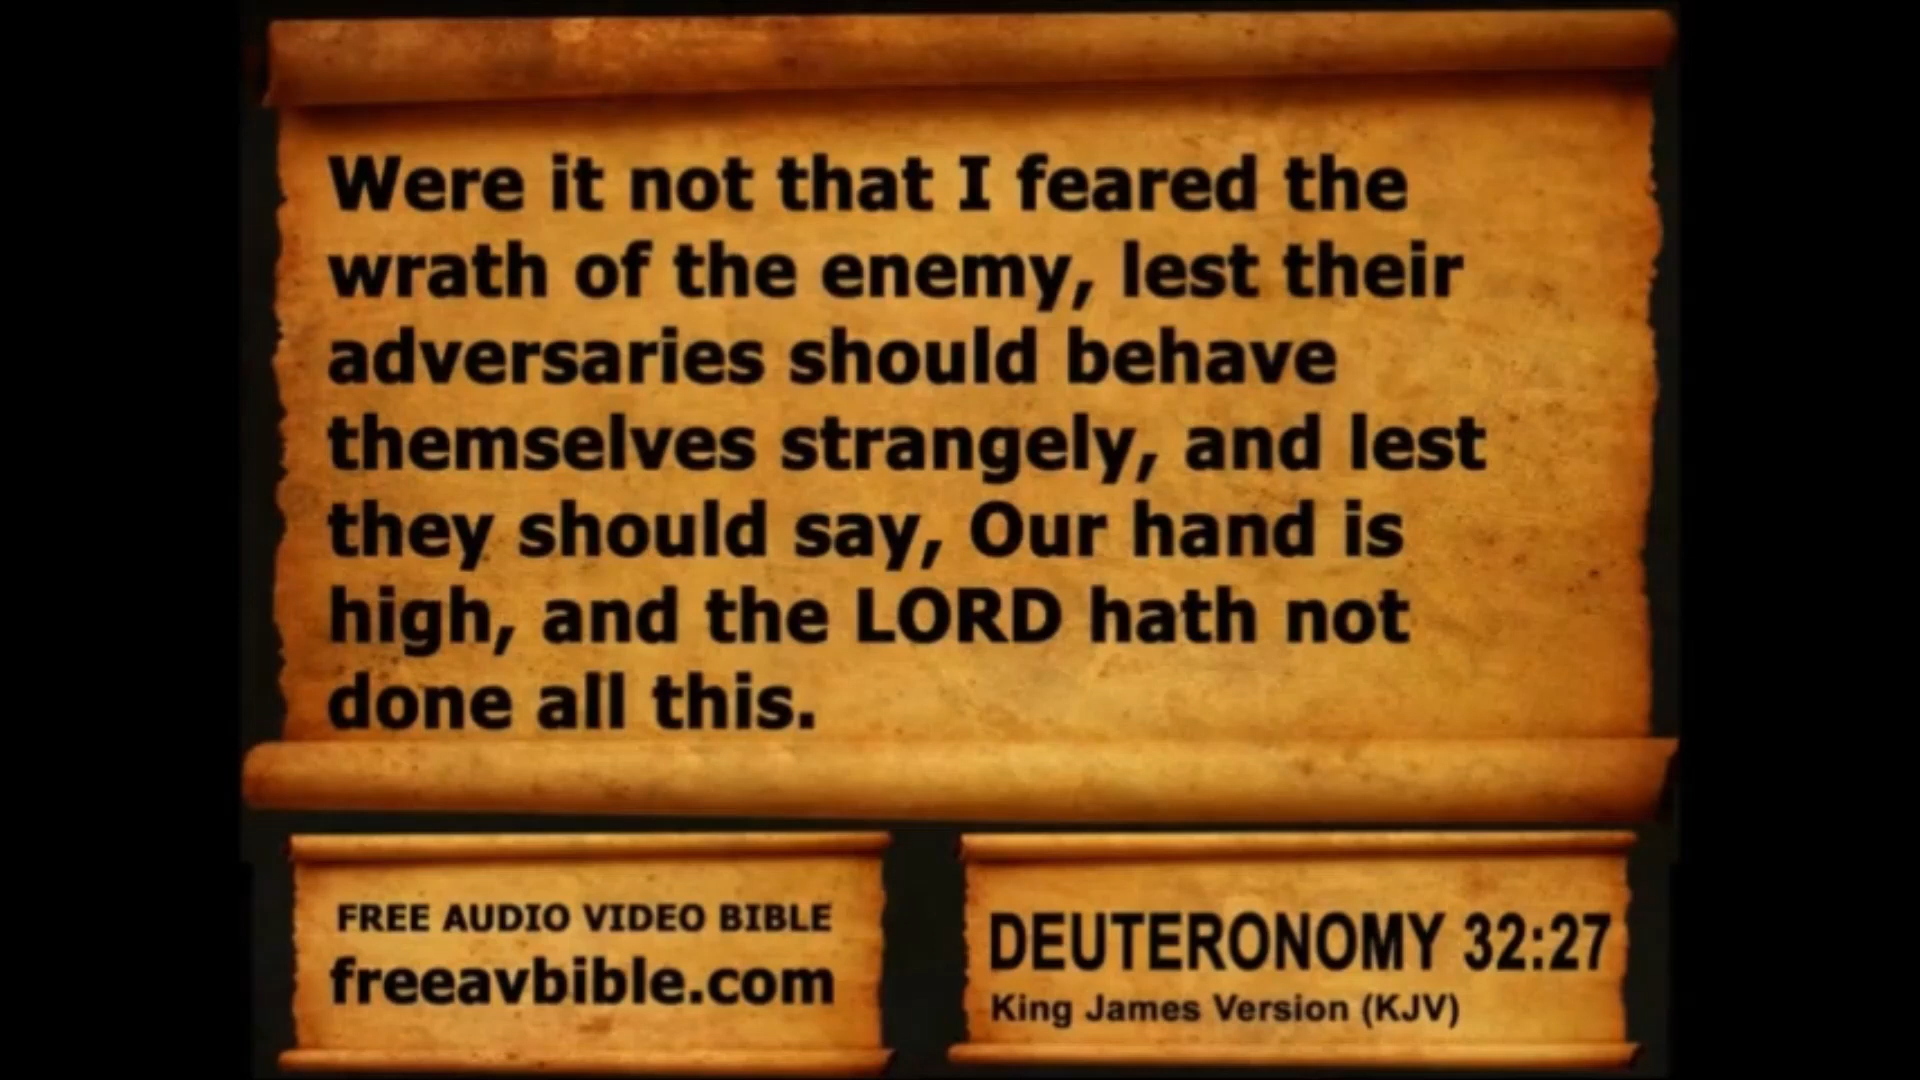 Were it not that I feared the
wrath of the enemy, lest their
adversaries should behave
themselves strangely, and lest
they should say, Our hand is
high, and the LORD hath not
done all this.
FREE AUDIO VIDEO BIBLE
freeavbible.com
DEUTERONOMY 32:27
King James Version (KJV)